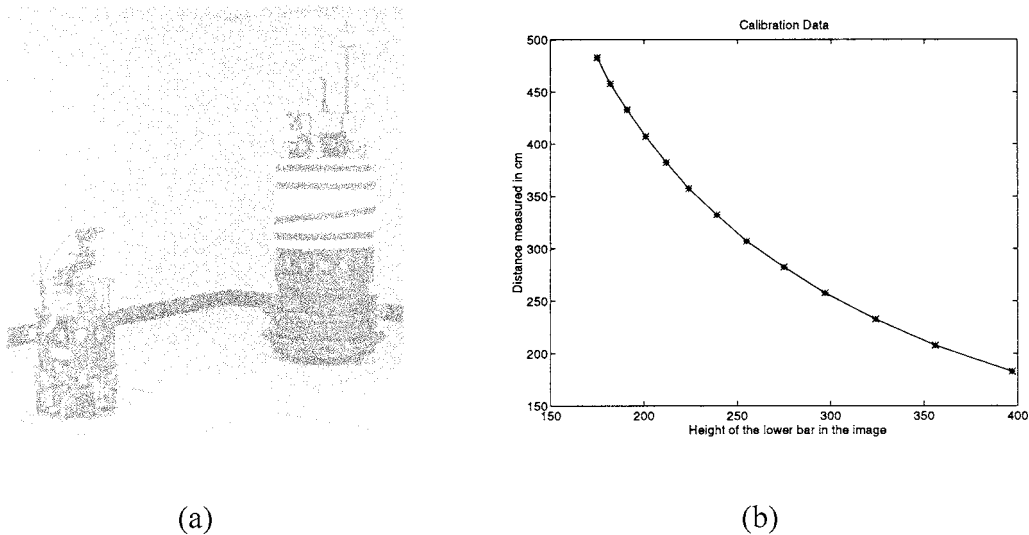 Calibration Data
500
450
400
350
300
250
200
150
Distance measured in cm
150 200 250 300 350 400
Height of the lower bar in the image
(a) (b)